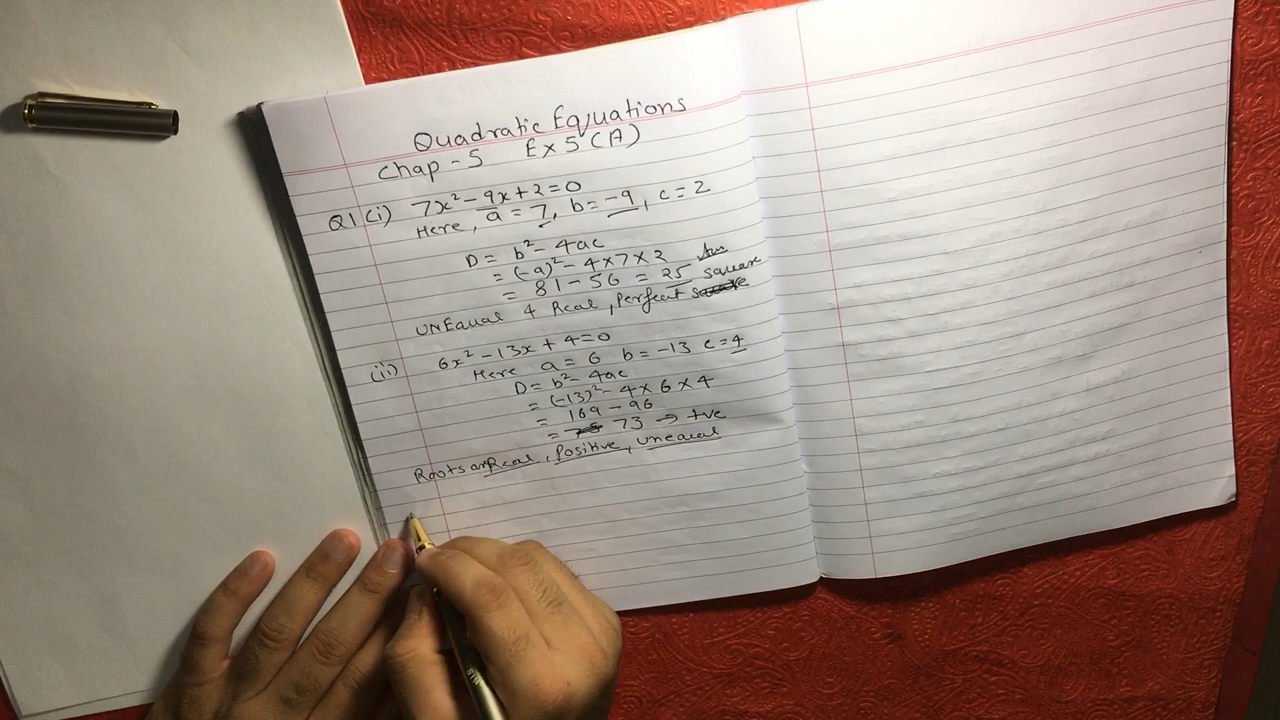 Quadratic Equations
Chap - 5 Ex 5 (A)
Q1 (i) 7x² - 9x + 2 = 0
Here, a = 7, b = -9, c = 2
D = b² - 4ac
= (-9)² - 4 × 7 × 2
= 81 - 56 = 25 Ans
UNEqual & Real, Perfect square
(ii) 6x² - 13x + 4 = 0
Here a = 6 b = -13 c = 4
D = b² - 4ac
= (-13)² - 4 × 6 × 4
= 169 - 96
= 73 → +ve
Roots are Real, Positive, unequal